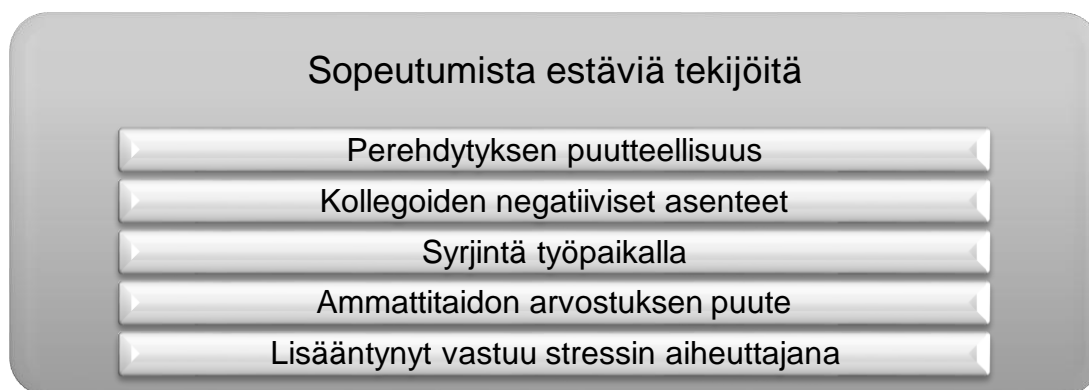 Sopeutumista estäviä tekijöitä
Perehdytyksen puutteellisuus
Kollegoiden negatiiviset asenteet
Syrjintä työpaikalla
Ammattitaidon arvostuksen puute
Lisääntynyt vastuu stressin aiheuttajana